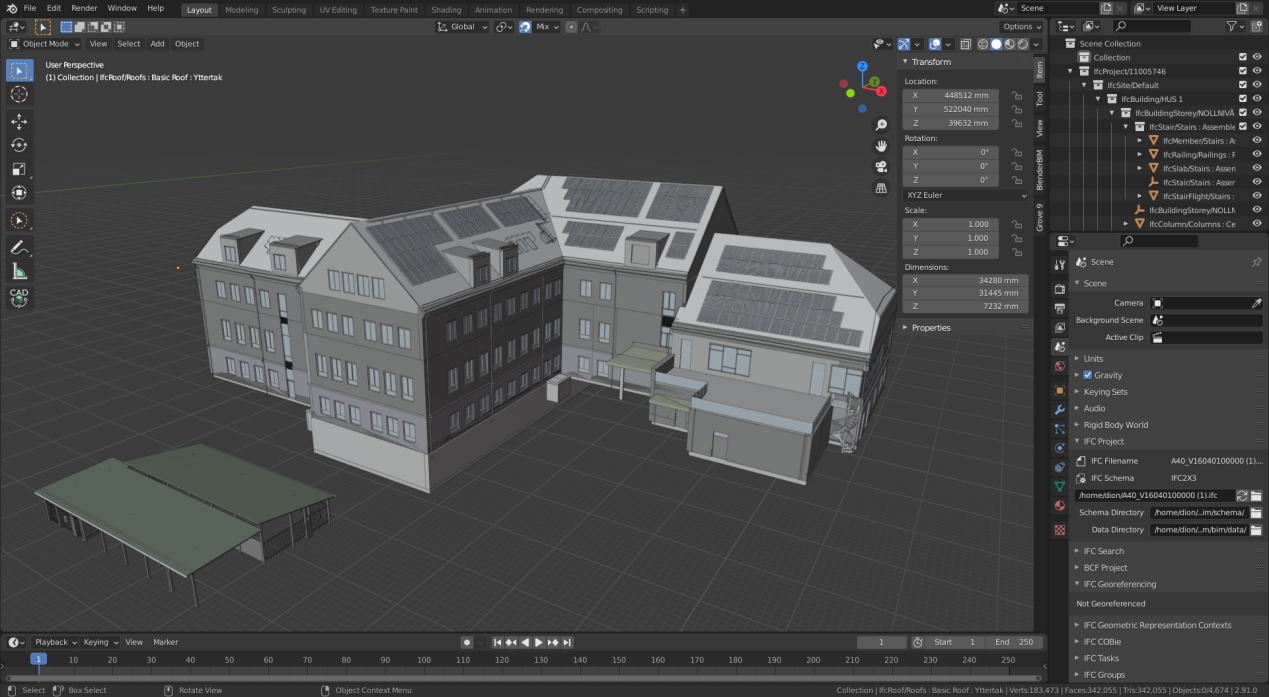 File Edit Render Window Help Layout Modeling Sculpting UV Editing Texture Paint Shading Animation Rendering Compositing Scripting + Scene View Layer
Global Mix Options
Object Mode View Select Add Object
User Perspective
(1) Collection | IfcRoof/Roofs : Basic Roof : Yttertak
CAD
Z
Y
X
Transform
Location:
X 448512 mm
Y 522040 mm
Z 39632 mm
Rotation:
X 0°
Y 0°
Z 0°
XYZ Euler
Scale:
X 1.000
Y 1.000
Z 1.000
Dimensions:
X 34280 mm
Y 31445 mm
Z 7232 mm
Properties
Item
Tool
View
BlenderBIM
Grove 9
Scene Collection
Collection
IfcProject/11005746
IfcSite/Default
IfcBuilding/HUS 1
IfcBuildingStorey/NOLLNIVÅ
IfcStair/Stairs : Assemble
IfcMember/Stairs : A
IfcRailing/Railings : F
IfcSlab/Stairs : Assen
IfcStair/Stairs : Asser
IfcStairFlight/Stairs :
IfcBuildingStorey/NOLLN
IfcColumn/Columns : Ce
Scene
Scene
Camera
Background Scene
Active Clip
Units
Gravity
Keying Sets
Audio
Rigid Body World
IFC Project
IFC Filename A40_V16040100000 (1)....
IFC Schema IFC2X3
/home/dion/A40_V16040100000 (1).ifc
Schema Directory /home/dion/...im/schema/
Data Directory /home/dion/...m/bim/data/
IFC Search
BCF Project
IFC Georeferencing
Not Georeferenced
IFC Geometric Representation Contexts
IFC COBie
IFC Tasks
IFC Groups
Playback Keying View Marker 1 Start 1 End 250
1 10 20 30 40 50 60 70 80 90 100 110 120 130 140 150 160 170 180 190 200 210 220 230 240 250
Select Box Select Rotate View Object Context Menu Collection | IfcRoof/Roofs : Basic Roof : Yttertak | Verts:183,473 | Faces:342,055 | Tris:342,055 | Objects:0/4,674 | 2.91.0